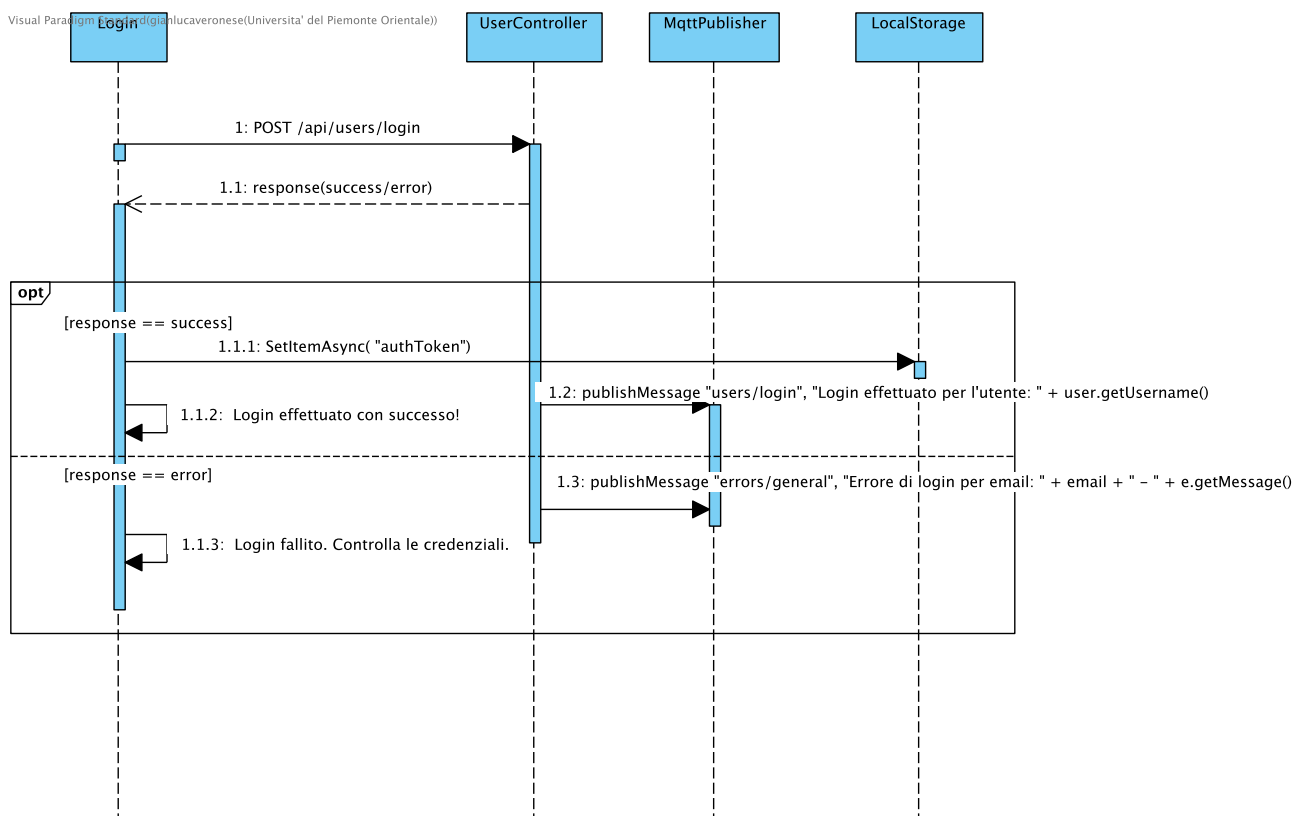 Visual Paradigm Standard(gianlucaveronese(Universita' del Piemonte Orientale))
Login
UserController
MqttPublisher
LocalStorage
1: POST /api/users/login
1.1: response(success/error)
opt
[response == success]
1.1.1: SetItemAsync( "authToken")
1.2: publishMessage "users/login", "Login effettuato per l'utente: " + user.getUsername()
1.1.2:  Login effettuato con successo!
[response == error]
1.3: publishMessage "errors/general", "Errore di login per email: " + email + " – " + e.getMessage()
1.1.3:  Login fallito. Controlla le credenziali.